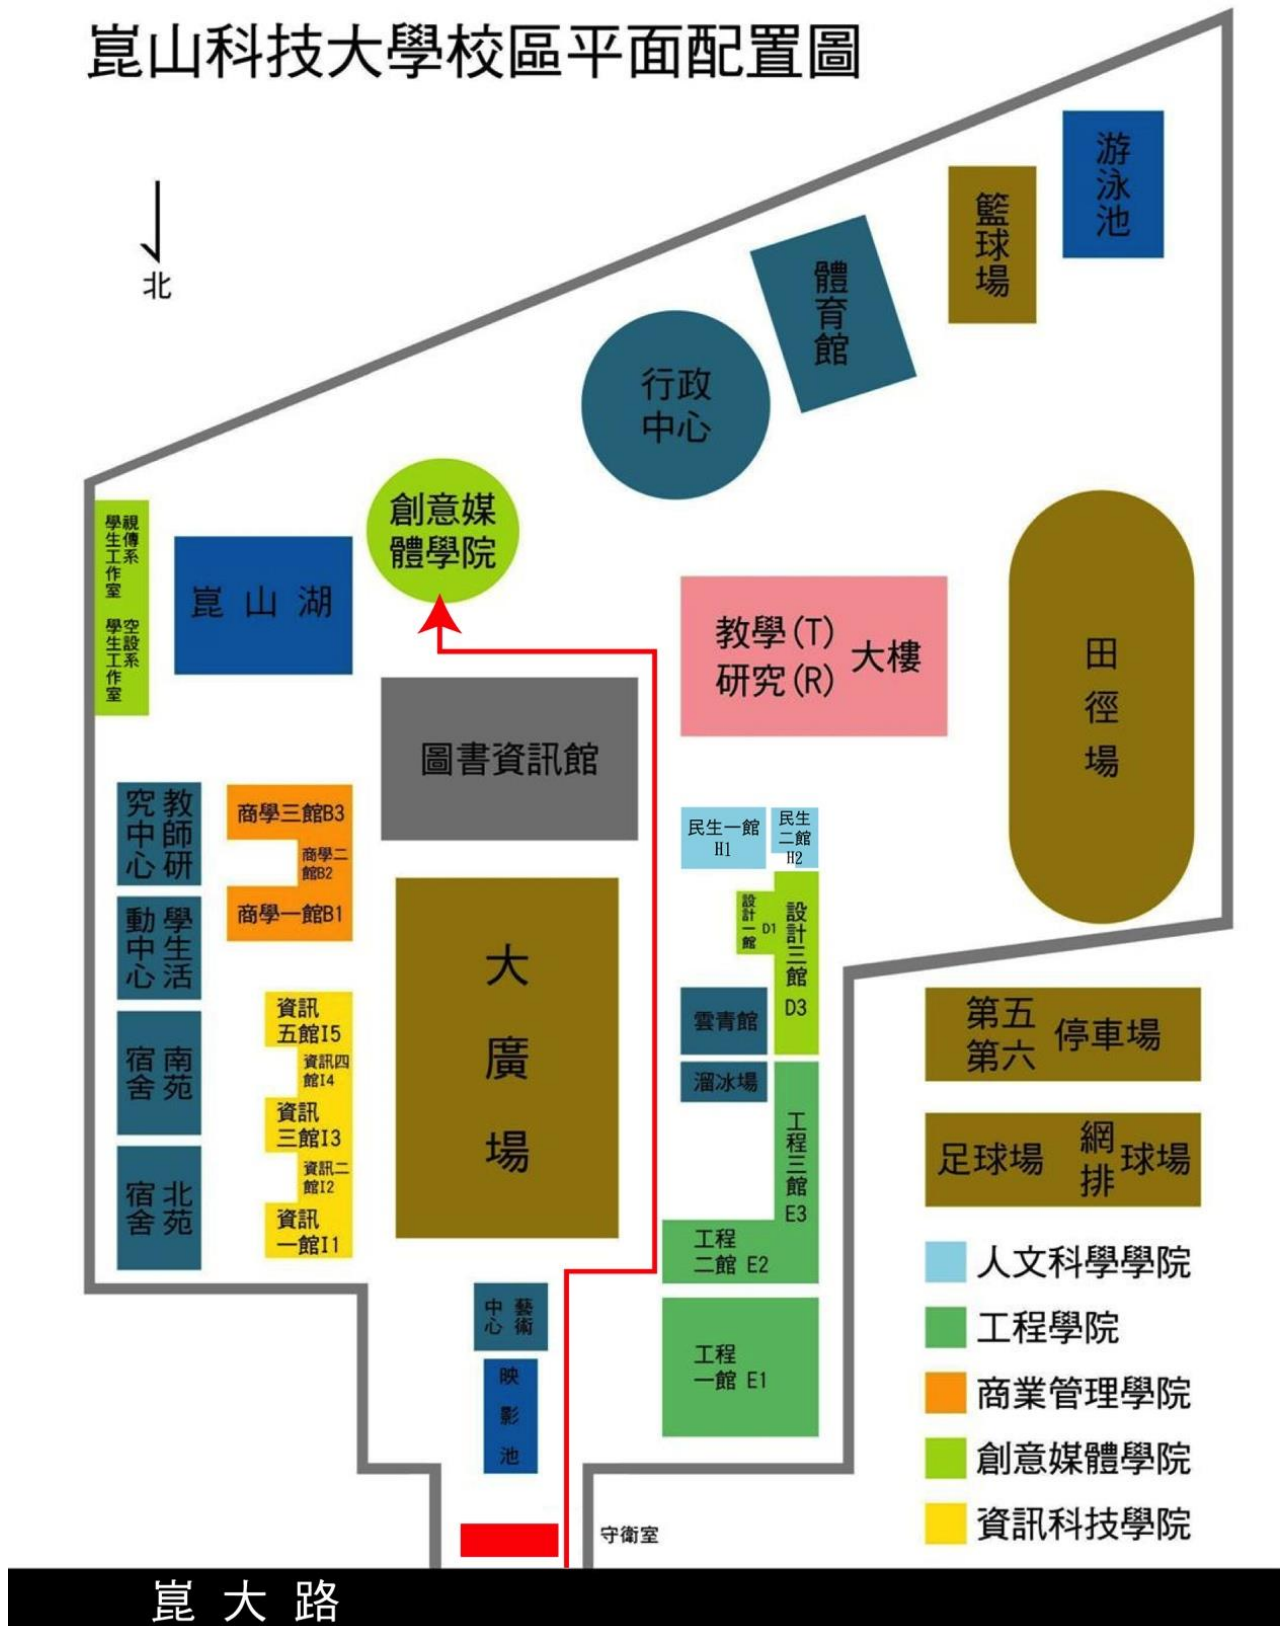 崑山科技大學校區平面配置圖
北
游泳池
籃球場
體育館
行政
中心
創意媒
體學院
視傳系
學生工作室
空設系
學生工作室
崑山湖
教學(T)
研究(R)
大樓
田徑場
圖書資訊館
教師研
究中心
商學三館B3
商學二
館B2
商學一館B1
民生一館
H1
民生
二館
H2
設計一館
D1
設計三館
D3
學生活
動中心
大廣場
資訊
五館I5
資訊四
館I4
資訊
三館I3
資訊二
館I2
資訊
一館I1
南苑
宿舍
北苑
宿舍
雲青館
溜冰場
工程三館
E3
工程
二館 E2
工程
一館 E1
第五
第六
停車場
足球場
網
排
球場
藝術
中心
映影池
人文科學學院
工程學院
商業管理學院
創意媒體學院
資訊科技學院
守衛室
崑大路